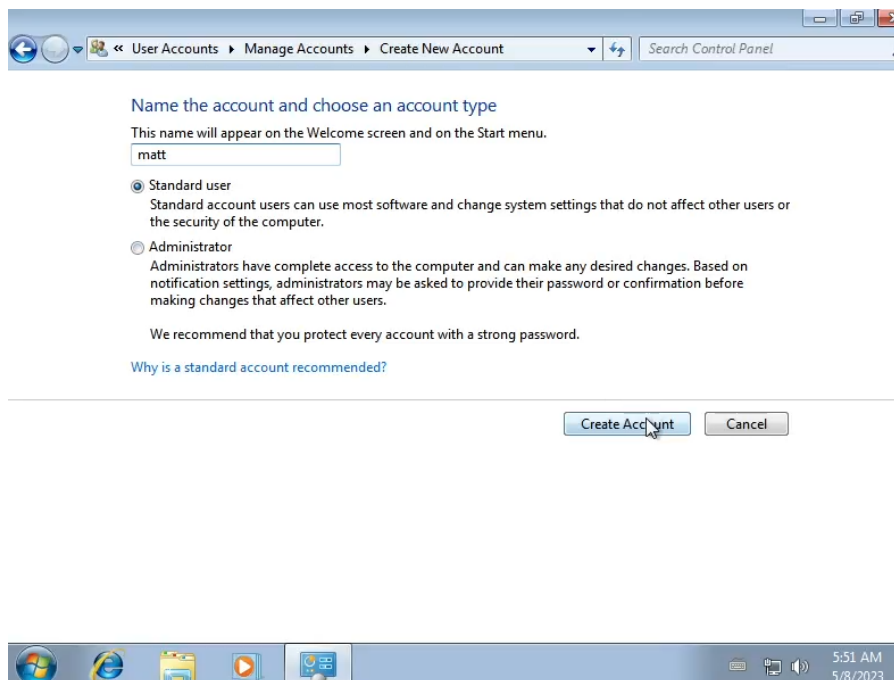 « User Accounts ▸ Manage Accounts ▸ Create New Account
Search Control Panel
Name the account and choose an account type
This name will appear on the Welcome screen and on the Start menu.
matt
Standard user
Standard account users can use most software and change system settings that do not affect other users or
the security of the computer.
Administrator
Administrators have complete access to the computer and can make any desired changes. Based on
notification settings, administrators may be asked to provide their password or confirmation before
making changes that affect other users.
We recommend that you protect every account with a strong password.
Why is a standard account recommended?
Create Account Cancel
5:51 AM
5/8/2023